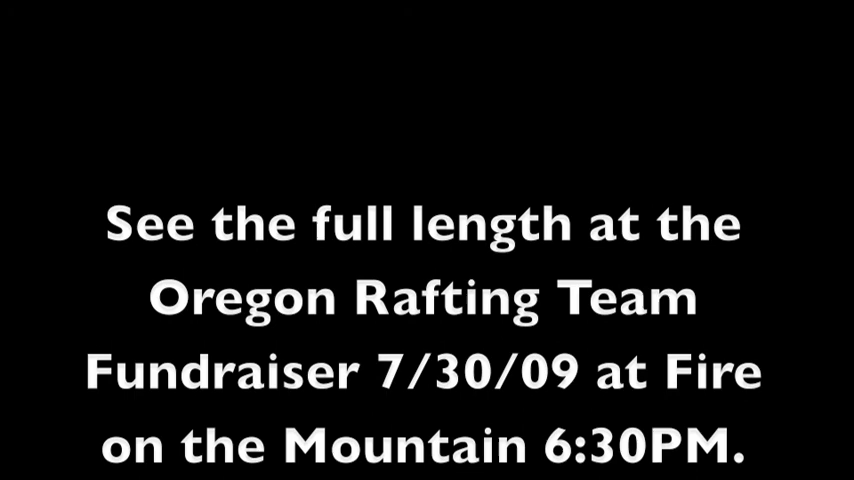 See the full length at the
Oregon Rafting Team
Fundraiser 7/30/09 at Fire
on the Mountain 6:30PM.